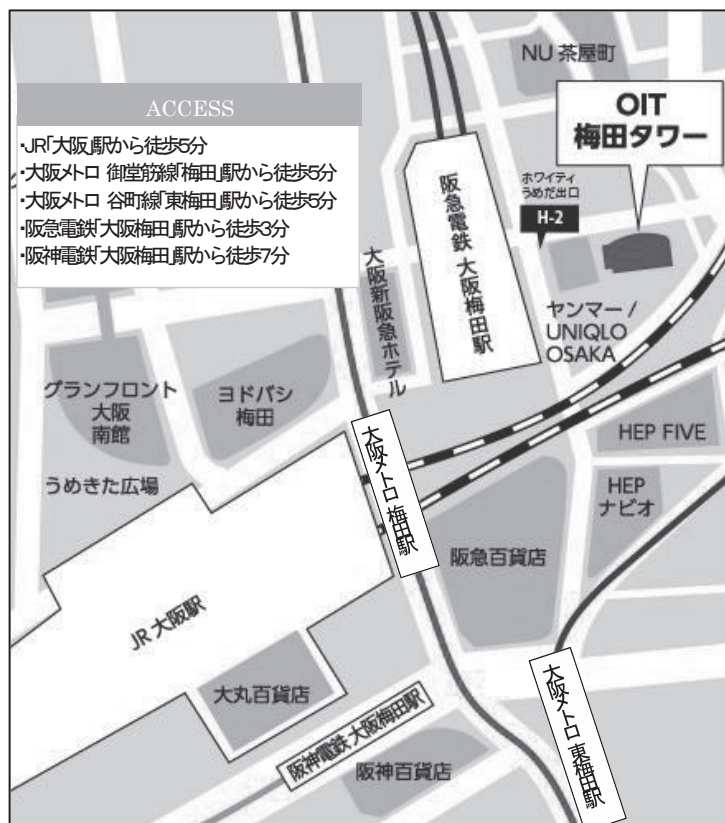 ACCESS
・JR「大阪」駅から徒歩5分
・大阪メトロ 御堂筋線「梅田」駅から徒歩5分
・大阪メトロ 谷町線「東梅田」駅から徒歩5分
・阪急電鉄「大阪梅田」駅から徒歩3分
・阪神電鉄「大阪梅田」駅から徒歩7分
NU 茶屋町
OIT
梅田タワー
ホワイティ
うめだ出口
H-2
阪急電鉄 大阪梅田駅
大阪新阪急ホテル
ヤンマー /
UNIQLO
OSAKA
グランフロント
大阪
南館
ヨドバシ
梅田
うめきた広場
大阪メトロ 梅田駅
HEP FIVE
HEP
ナビオ
阪急百貨店
JR 大阪駅
大丸百貨店
阪神電鉄 大阪梅田駅
阪神百貨店
大阪メトロ 東梅田駅